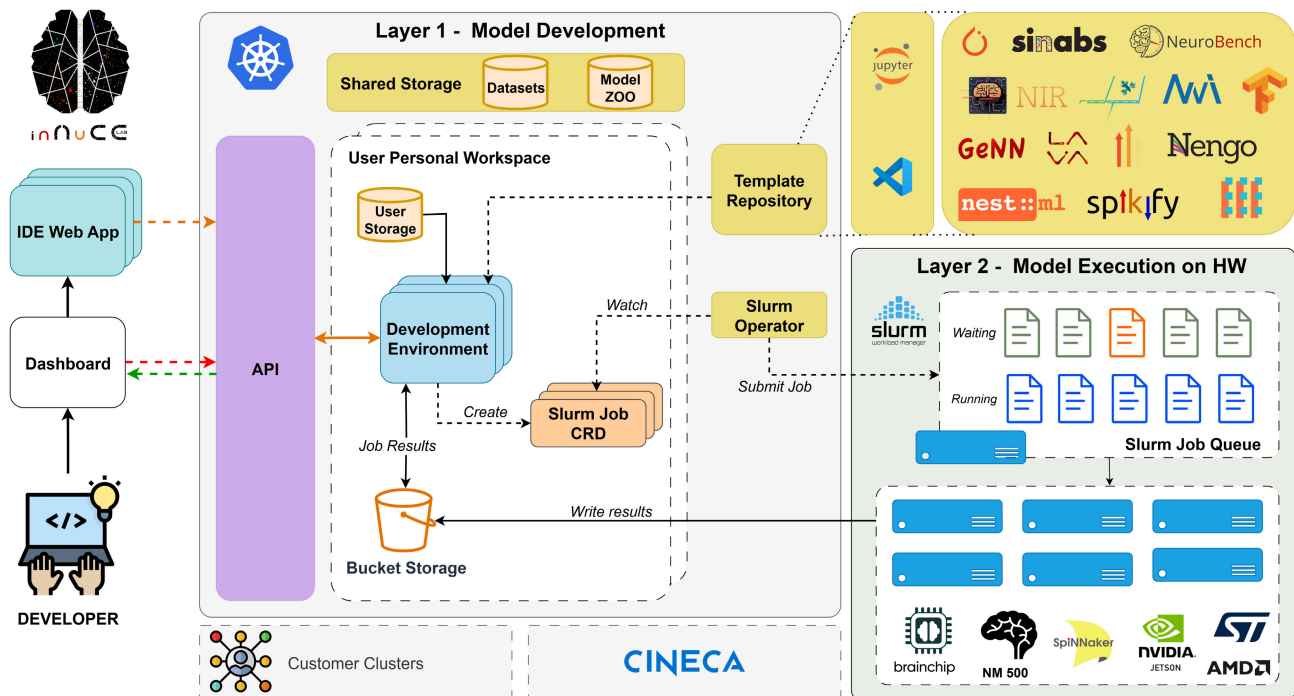 inNuCE LAB
IDE Web App
Dashboard
</>
DEVELOPER
Layer 1 - Model Development
Shared Storage
Datasets
Model
ZOO
API
User Personal Workspace
User
Storage
Development
Environment
Create
Watch
Slurm Job
CRD
Job Results
Bucket Storage
Write results
Template
Repository
Slurm
Operator
Submit Job
jupyter
sinabs
NeuroBench
NIR
GeNN
LAVA
Nengo
nest::ml
spikify
Layer 2 - Model Execution on HW
slurm
workload manager
Waiting
Running
Slurm Job Queue
brainchip
NM 500
SpiNNaker
NVIDIA
JETSON
ST
AMD
Customer Clusters
CINECA